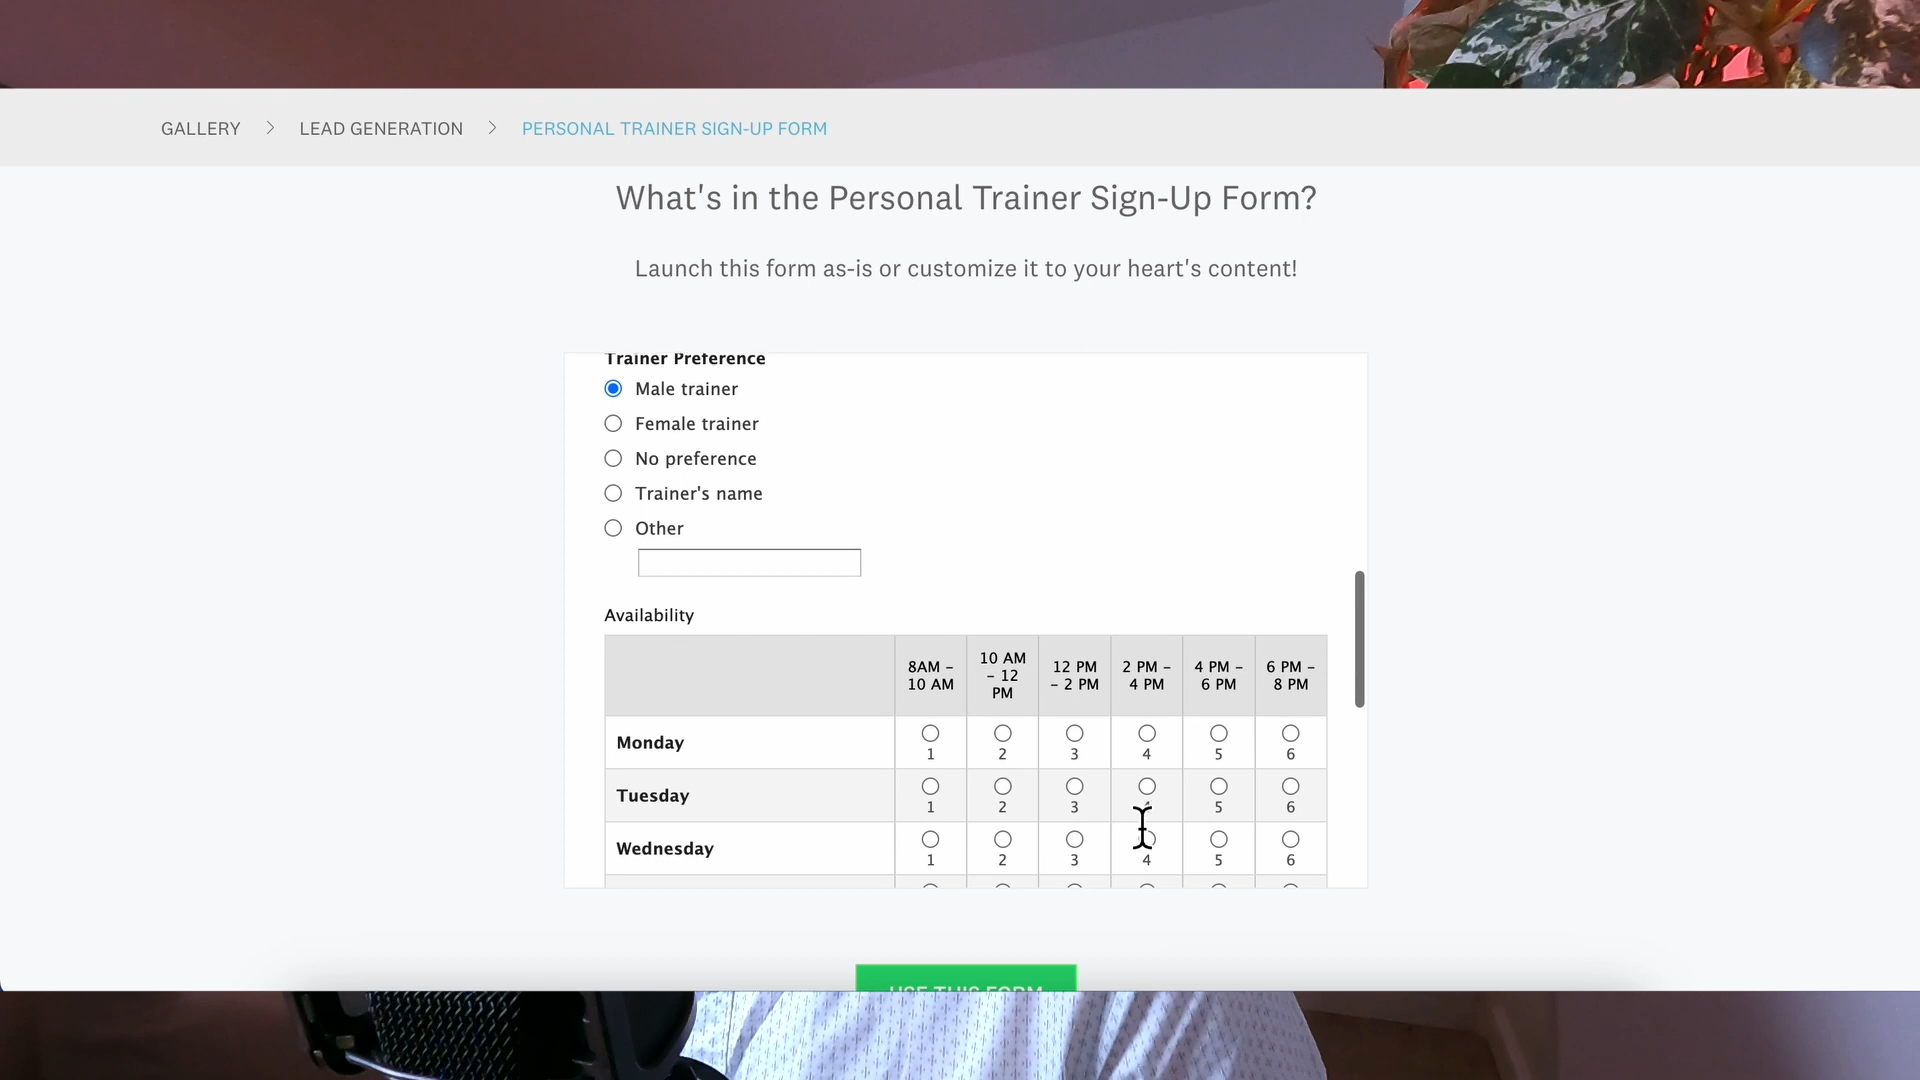 GALLERY > LEAD GENERATION > PERSONAL TRAINER SIGN-UP FORM
What's in the Personal Trainer Sign-Up Form?
Launch this form as-is or customize it to your heart's content!
Trainer Preference
Male trainer
Female trainer
No preference
Trainer's name
Other
Availability
8AM – 10 AM
10 AM – 12 PM
12 PM – 2 PM
2 PM – 4 PM
4 PM – 6 PM
6 PM – 8 PM
Monday 1 2 3 4 5 6
Tuesday 1 2 3 5 6
Wednesday 1 2 3 4 5 6
USE THIS FORM